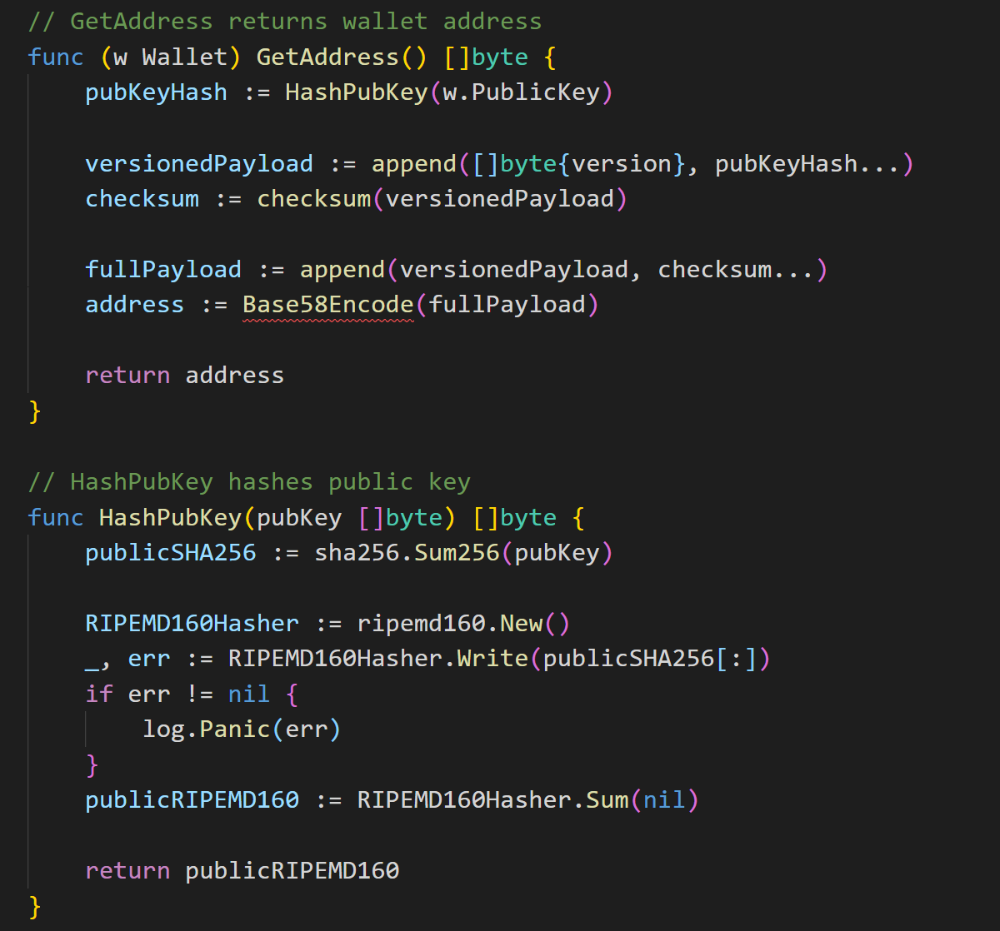 // GetAddress returns wallet address
func (w Wallet) GetAddress() []byte {
    pubKeyHash := HashPubKey(w.PublicKey)

    versionedPayload := append([]byte{version}, pubKeyHash...)
    checksum := checksum(versionedPayload)

    fullPayload := append(versionedPayload, checksum...)
    address := Base58Encode(fullPayload)

    return address
}

// HashPubKey hashes public key
func HashPubKey(pubKey []byte) []byte {
    publicSHA256 := sha256.Sum256(pubKey)

    RIPEMD160Hasher := ripemd160.New()
    _, err := RIPEMD160Hasher.Write(publicSHA256[:])
    if err != nil {
        log.Panic(err)
    }
    publicRIPEMD160 := RIPEMD160Hasher.Sum(nil)

    return publicRIPEMD160
}